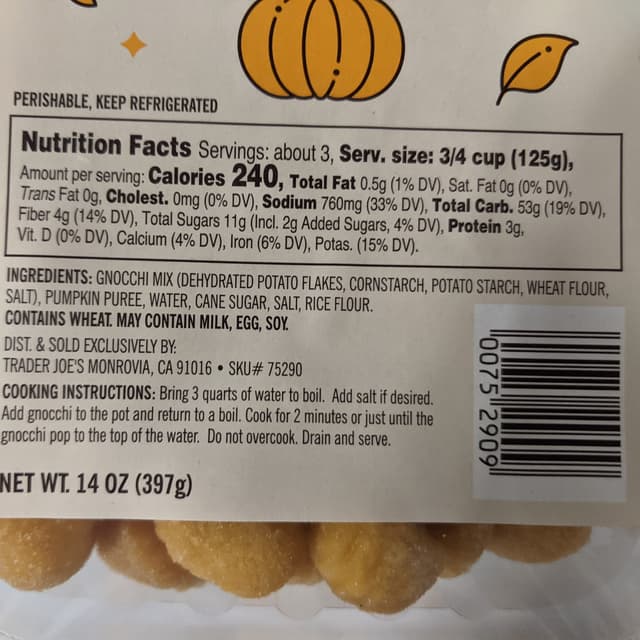 PERISHABLE, KEEP REFRIGERATED
Nutrition Facts Servings: about 3, Serv. size: 3/4 cup (125g),
Amount per serving: Calories 240, Total Fat 0.5g (1% DV), Sat. Fat 0g (0% DV),
Trans Fat 0g, Cholest. 0mg (0% DV), Sodium 760mg (33% DV), Total Carb. 53g (19% DV),
Fiber 4g (14% DV), Total Sugars 11g (Incl. 2g Added Sugars, 4% DV), Protein 3g,
Vit. D (0% DV), Calcium (4% DV), Iron (6% DV), Potas. (15% DV).
INGREDIENTS: GNOCCHI MIX (DEHYDRATED POTATO FLAKES, CORNSTARCH, POTATO STARCH, WHEAT FLOUR,
SALT), PUMPKIN PUREE, WATER, CANE SUGAR, SALT, RICE FLOUR.
CONTAINS WHEAT. MAY CONTAIN MILK, EGG, SOY.
DIST. & SOLD EXCLUSIVELY BY:
TRADER JOE'S MONROVIA, CA 91016 • SKU# 75290
COOKING INSTRUCTIONS: Bring 3 quarts of water to boil. Add salt if desired.
Add gnocchi to the pot and return to a boil. Cook for 2 minutes or just until the
gnocchi pop to the top of the water. Do not overcook. Drain and serve.
NET WT. 14 OZ (397g)
0075 2909